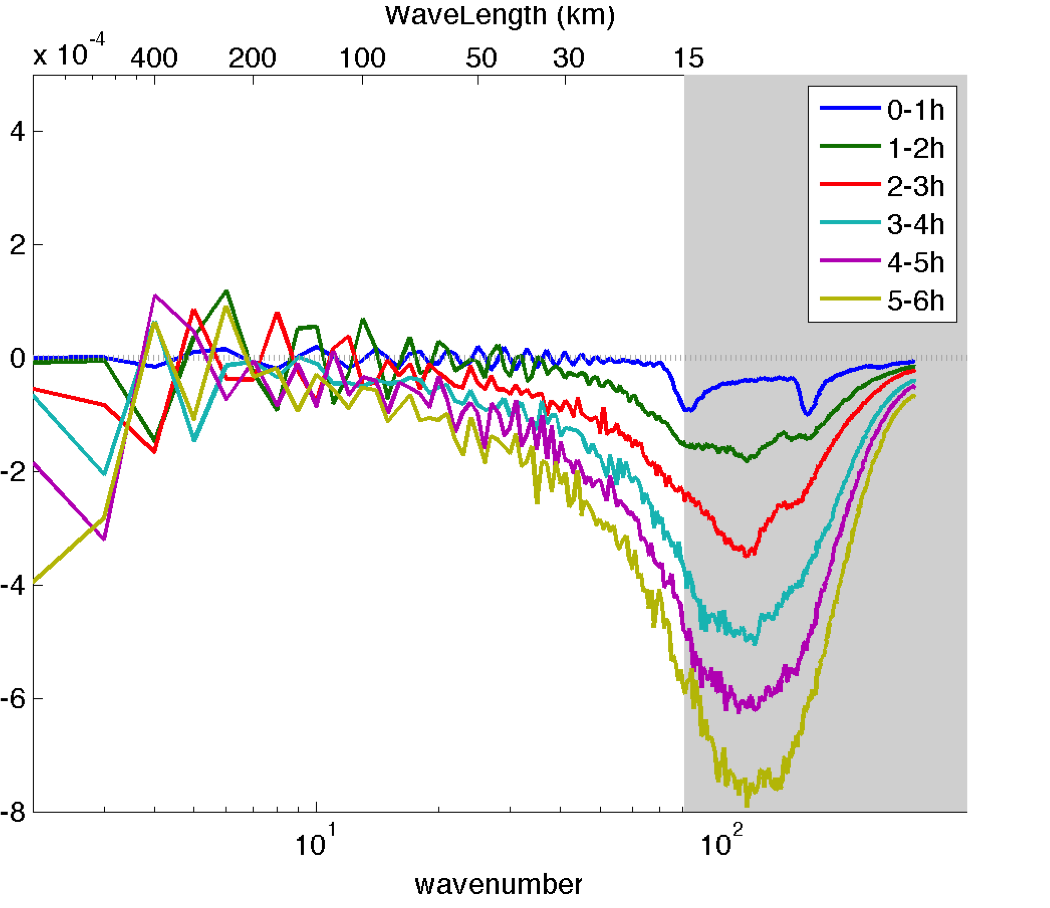 WaveLength (km)
x 10^-4 400 200 100 50 30 15
4
2
0
-2
-4
-6
-8
0-1h
1-2h
2-3h
3-4h
4-5h
5-6h
10^1 10^2
wavenumber